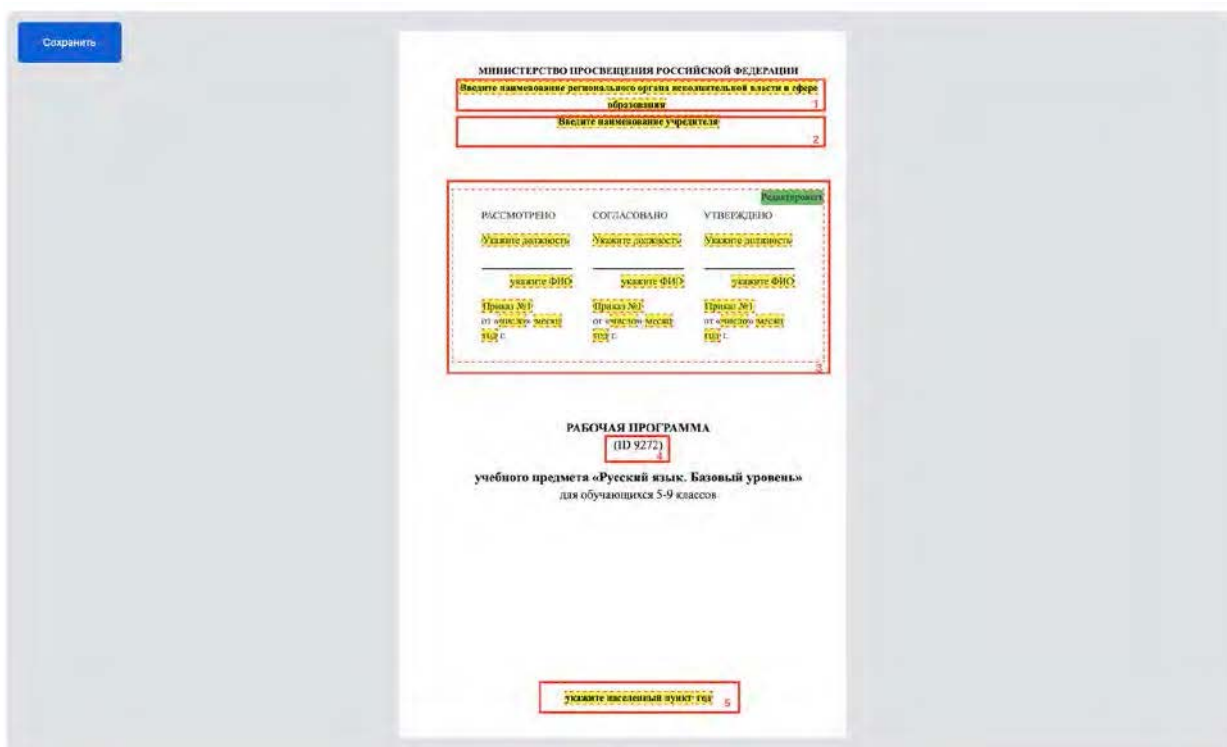 Сохранить
МИНИСТЕРСТВО ПРОСВЕЩЕНИЯ РОССИЙСКОЙ ФЕДЕРАЦИИ
Введите наименование регионального органа исполнительной власти в сфере
образования
1
Введите наименование учредителя
2
Редактировать
РАССМОТРЕНО СОГЛАСОВАНО УТВЕРЖДЕНО
Укажите должность Укажите должность Укажите должность
укажите ФИО укажите ФИО укажите ФИО
Приказ №1 Приказ №1 Приказ №1
от «число» месяц от «число» месяц от «число» месяц
год г. год г. год г.
3
РАБОЧАЯ ПРОГРАММА
(ID 9272)
4
учебного предмета «Русский язык. Базовый уровень»
для обучающихся 5-9 классов
укажите населенный пункт год 5